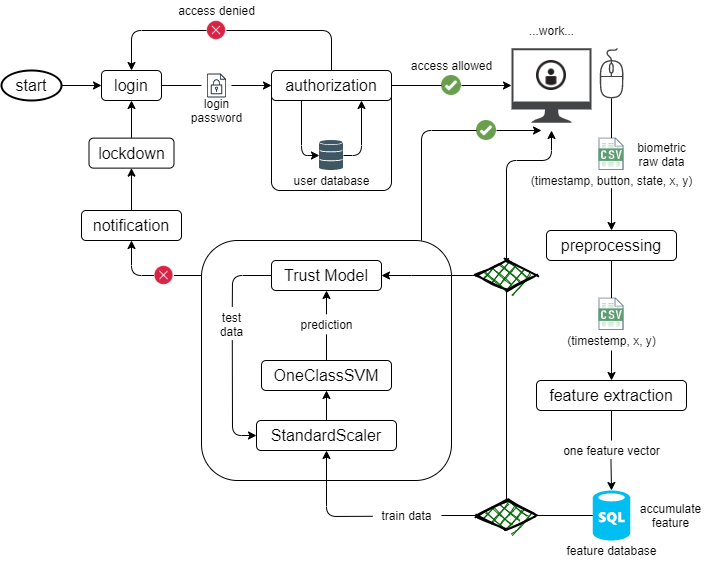 access denied
...work...
start
login
login
password
authorization
access allowed
user database
lockdown
notification
CSV
biometric
raw data
(timestamp, button, state, x, y)
preprocessing
CSV
(timestemp, x, y)
feature extraction
one feature vector
SQL
accumulate
feature
feature database
Trust Model
test
data
prediction
OneClassSVM
StandardScaler
train data